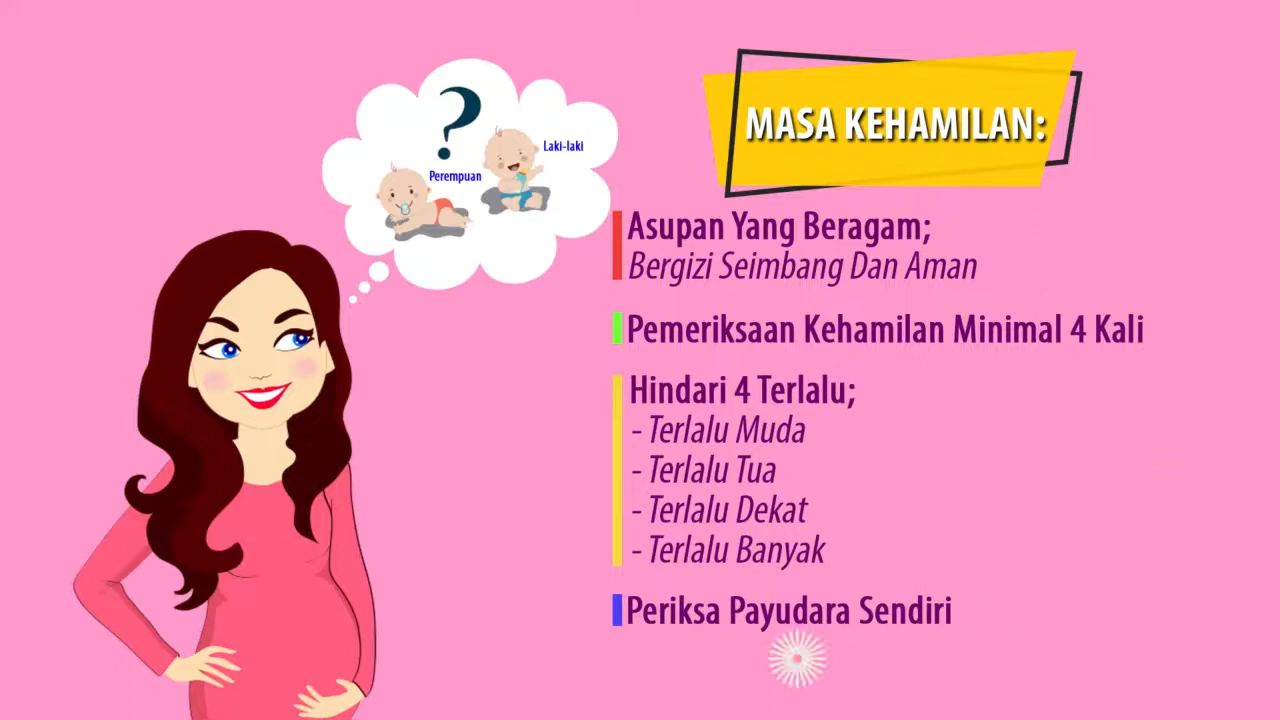 Laki-laki
Perempuan
MASA KEHAMILAN:
Asupan Yang Beragam;
Bergizi Seimbang Dan Aman
Pemeriksaan Kehamilan Minimal 4 Kali
Hindari 4 Terlalu;
- Terlalu Muda
- Terlalu Tua
- Terlalu Dekat
- Terlalu Banyak
Periksa Payudara Sendiri